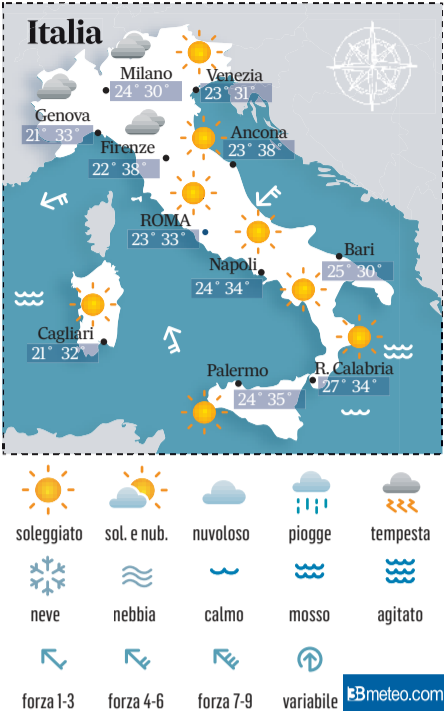 Italia
Milano
24° 30°
Venezia
23° 31°
Genova
21° 33°
Firenze
22° 38°
Ancona
23° 38°
ROMA
23° 33°
Napoli
24° 34°
Bari
25° 30°
Cagliari
21° 32°
Palermo
24° 35°
R. Calabria
27° 34°
soleggiato sol. e nub. nuvoloso piogge tempesta
neve nebbia calmo mosso agitato
forza 1-3 forza 4-6 forza 7-9 variabile
3Bmeteo.com